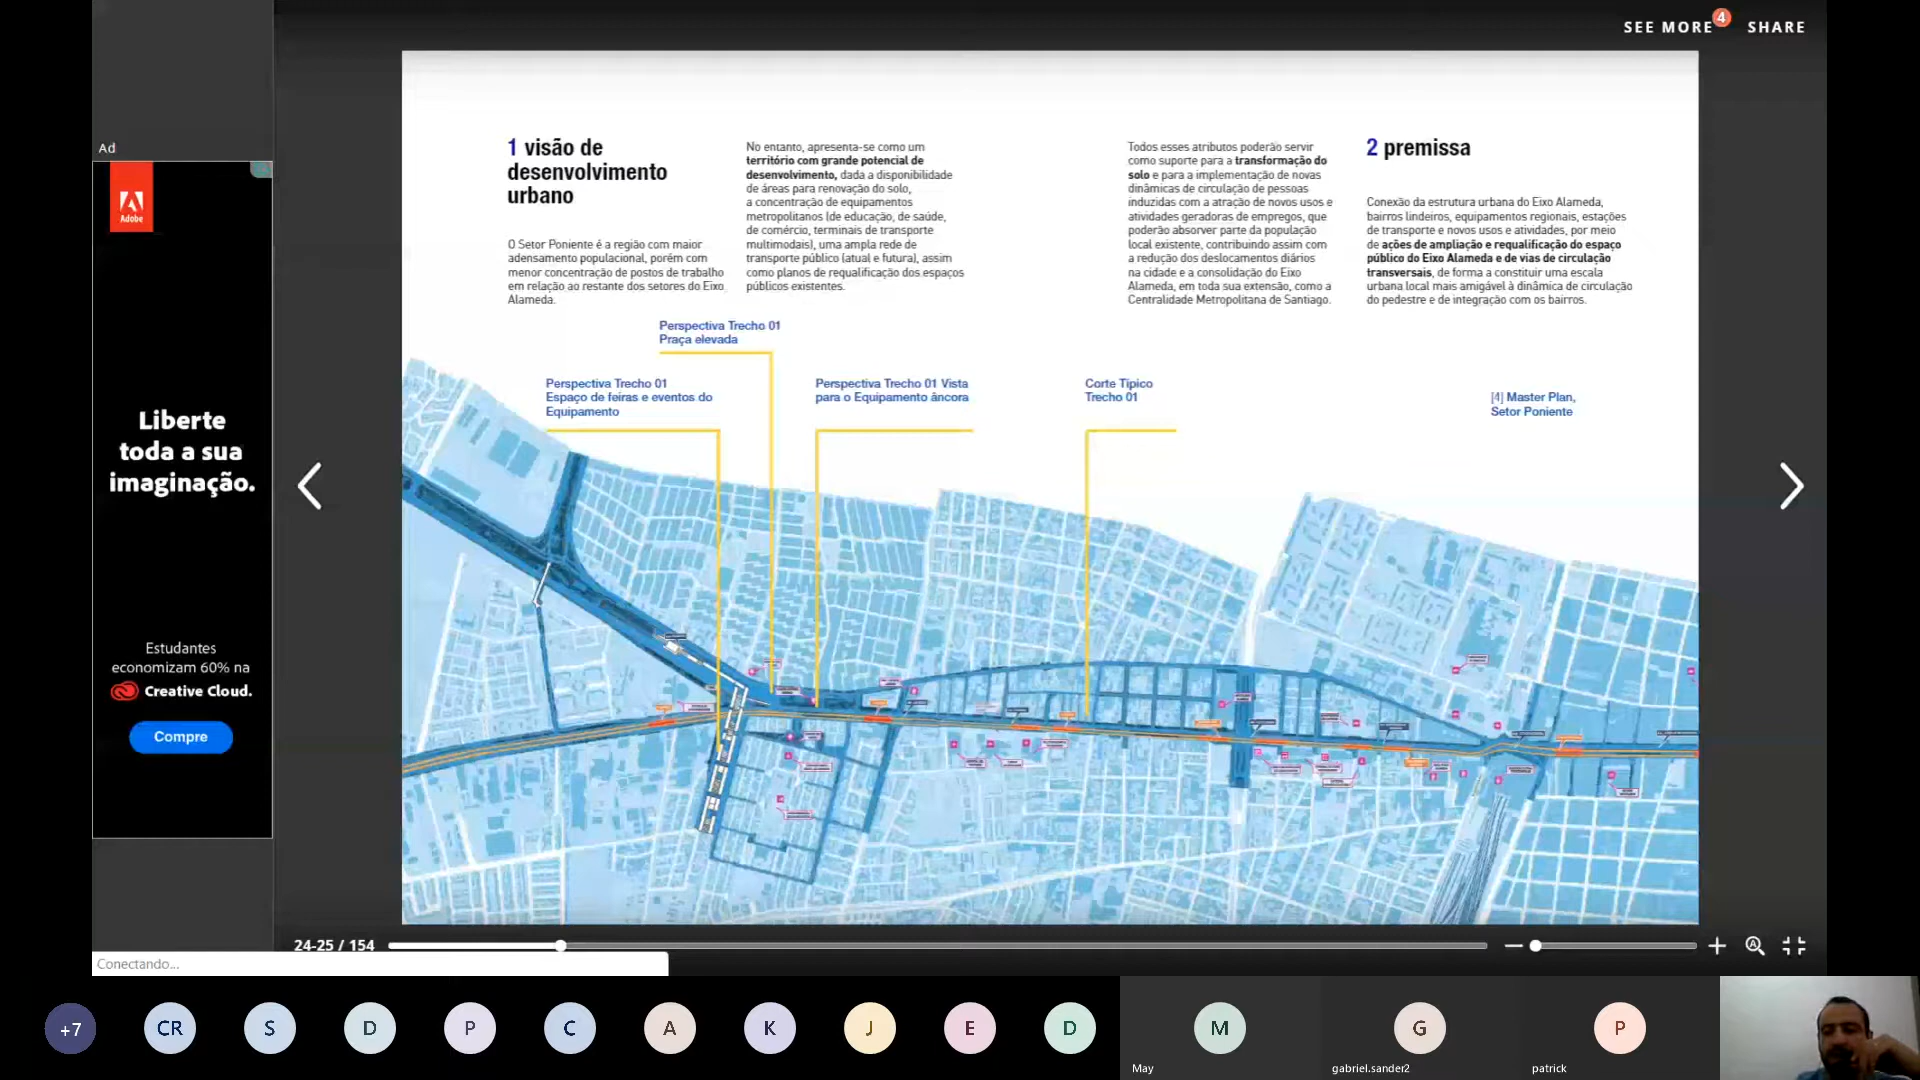 SEE MORE 4 SHARE
Ad
Adobe
Liberte
toda a sua
imaginação.
Estudantes
economizam 60% na
Creative Cloud.
Compre
1 visão de
desenvolvimento
urbano
O Setor Poniente é a região com maior
adensamento populacional, porém com
menor concentração de postos de trabalho
em relação ao restante dos setores do Eixo
Alameda.
No entanto, apresenta-se como um
território com grande potencial de
desenvolvimento, dada a disponibilidade
de áreas para renovação do solo,
a concentração de equipamentos
metropolitanos (de educação, de saúde,
de comércio, terminais de transporte
multimodais), uma ampla rede de
transporte público (atual e futura), assim
como planos de requalificação dos espaços
públicos existentes.
Todos esses atributos poderão servir
como suporte para a transformação do
solo e para a implementação de novas
dinâmicas de circulação de pessoas
induzidas com a atração de novos usos e
atividades geradoras de empregos, que
poderão absorver parte da população
local existente, contribuindo assim com
a redução dos deslocamentos diários
na cidade e a consolidação do Eixo
Alameda, em toda sua extensão, como a
Centralidade Metropolitana de Santiago.
2 premissa
Conexão da estrutura urbana do Eixo Alameda,
bairros lindeiros, equipamentos regionais, estações
de transporte e novos usos e atividades, por meio
de ações de ampliação e requalificação do espaço
público do Eixo Alameda e de vias de circulação
transversais, de forma a constituir uma escala
urbana local mais amigável à dinâmica de circulação
do pedestre e de integração com os bairros.
Perspectiva Trecho 01
Praça elevada
Perspectiva Trecho 01
Espaço de feiras e eventos do
Equipamento
Perspectiva Trecho 01 Vista
para o Equipamento âncora
Corte Típico
Trecho 01
[4] Master Plan,
Setor Poniente
24-25 / 154
Conectando...
+7
CR
S
D
P
C
A
K
J
E
D
M
G
P
May
gabriel.sander2
patrick